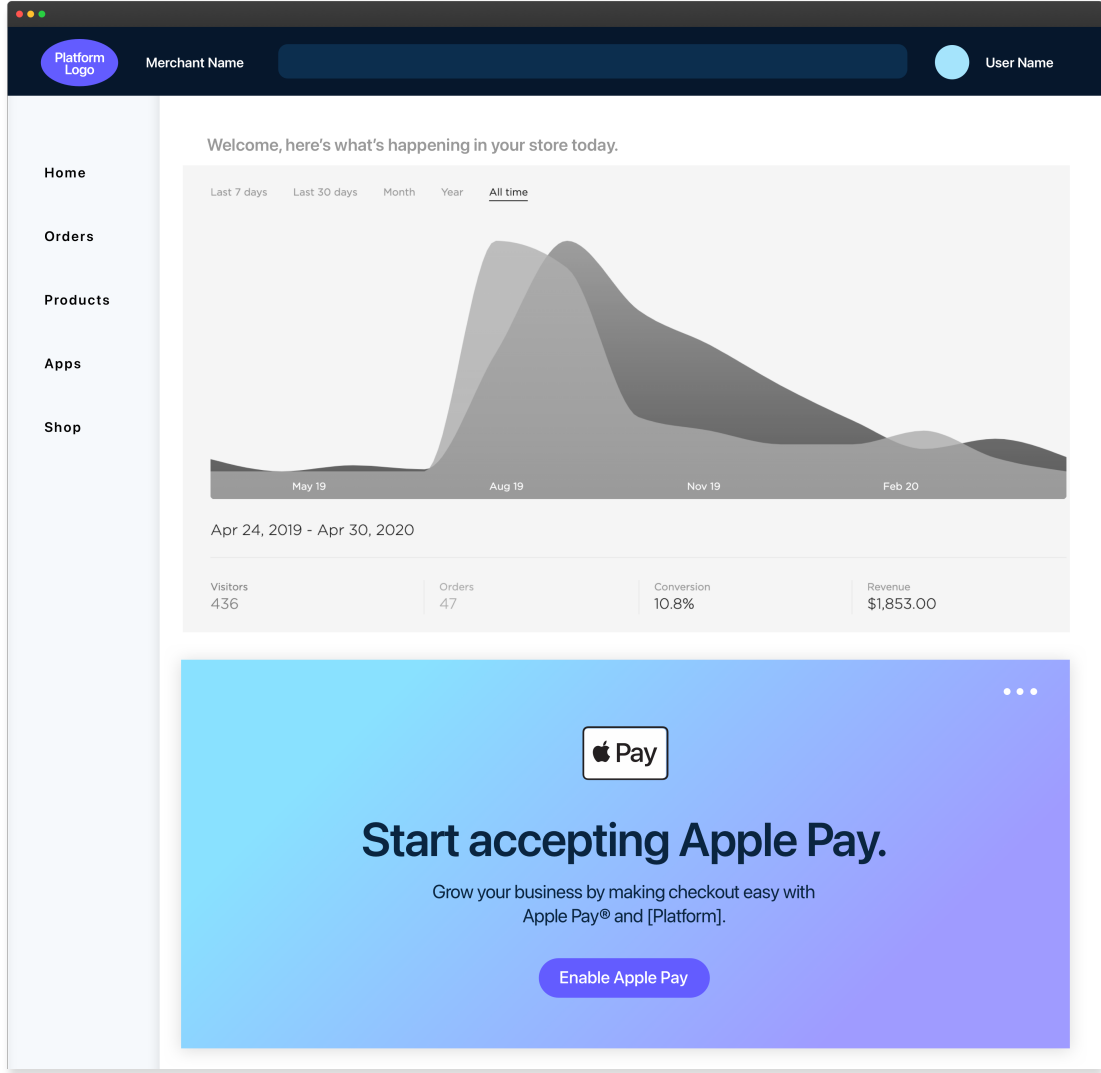 Platform
Logo
Merchant Name
User Name
Home
Orders
Products
Apps
Shop
Welcome, here's what's happening in your store today.
Last 7 days
Last 30 days
Month
Year
All time
May 19
Aug 19
Nov 19
Feb 20
Apr 24, 2019 - Apr 30, 2020
Visitors
436
Orders
47
Conversion
10.8%
Revenue
$1,853.00
Pay
Start accepting Apple Pay.
Grow your business by making checkout easy with
Apple Pay® and [Platform].
Enable Apple Pay